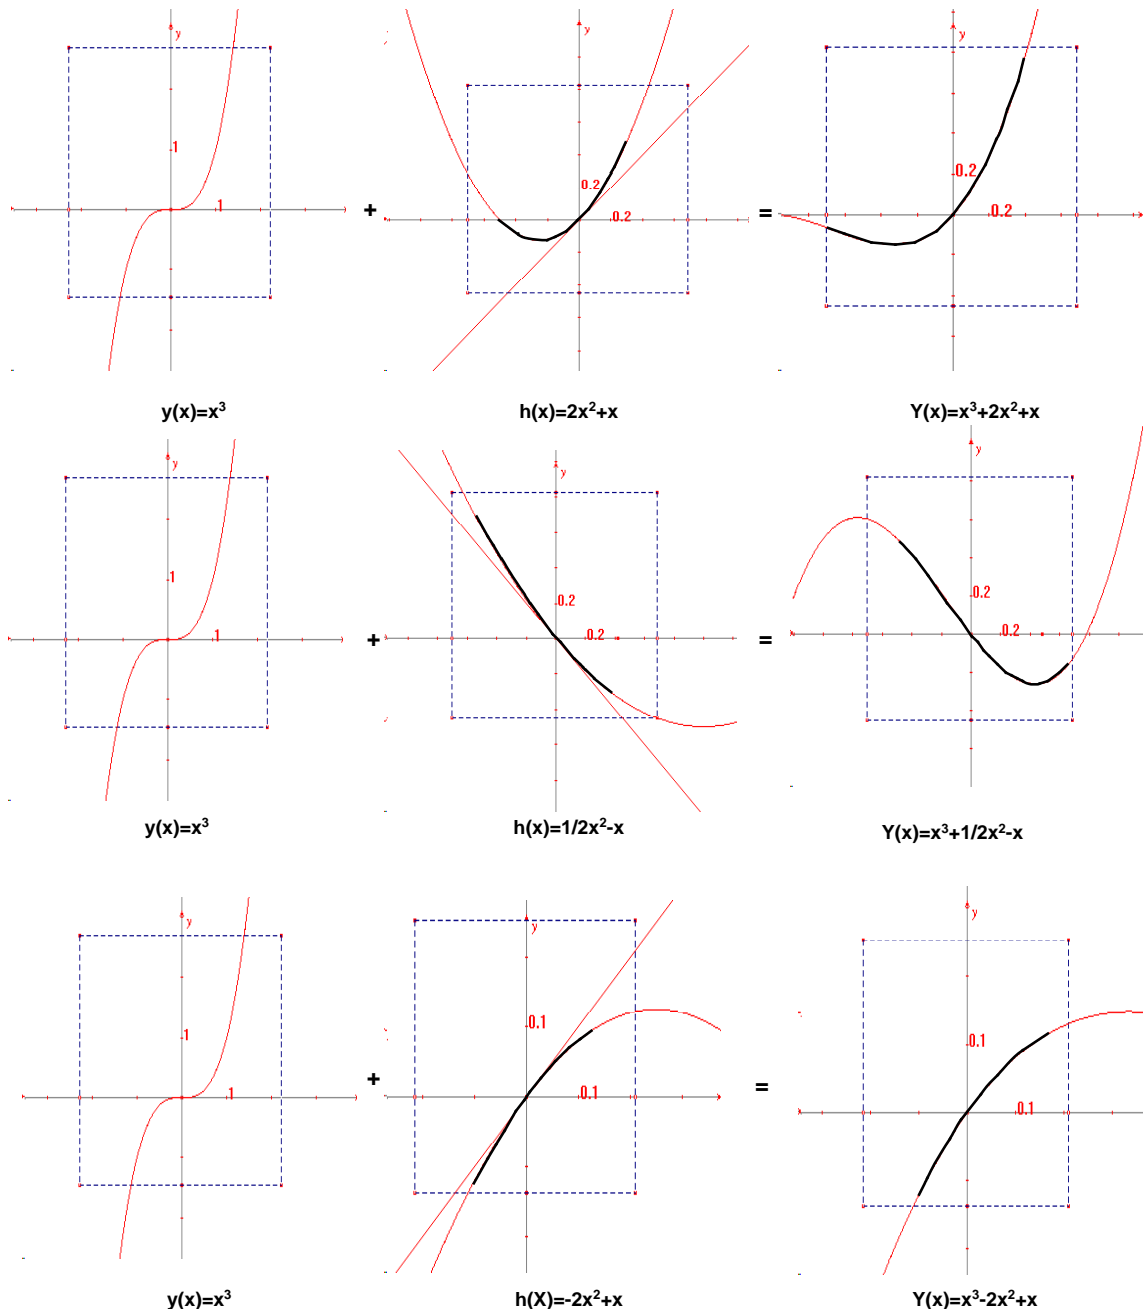 y y y
1 0.2 0.2
1 + 0.2 = 0.2
y(x)=x³ h(x)=2x²+x Y(x)=x³+2x²+x
y y y
1 0.2 0.2
1 + 0.2 = 0.2
y(x)=x³ h(x)=1/2x²-x Y(x)=x³+1/2x²-x
y y y
1 0.1 0.1
1 + 0.1 = 0.1
y(x)=x³ h(X)=-2x²+x Y(x)=x³-2x²+x